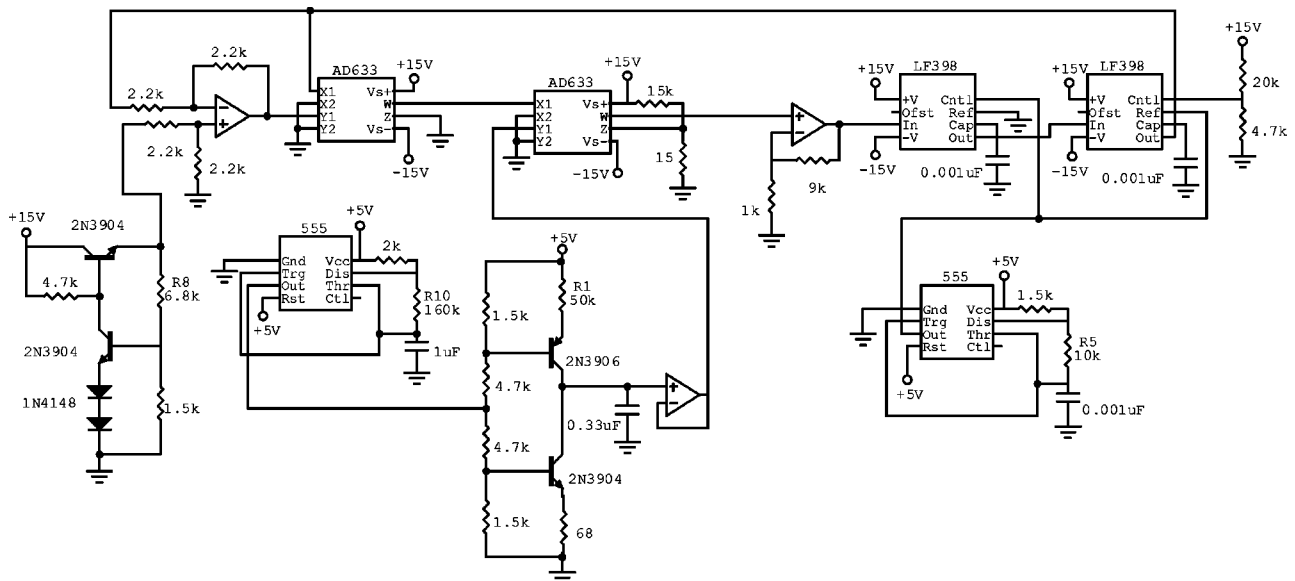 2.2k
2.2k
2.2k
2.2k
AD633
X1
X2
Y1
Y2
Vs+
W
Z
Vs-
+15V
-15V
AD633
X1
X2
Y1
Y2
Vs+
W
Z
Vs-
+15V
-15V
15k
15
9k
1k
LF398
+V
Ofst
In
-V
Cntl
Ref
Cap
Out
+15V
-15V
0.001uF
LF398
+V
Ofst
In
-V
Cntl
Ref
Cap
Out
+15V
-15V
0.001uF
+15V
20k
4.7k
+15V
2N3904
4.7k
2N3904
1N4148
R8
6.8k
1.5k
555
Gnd
Trg
Out
Rst
Vcc
Dis
Thr
Ctl
+5V
+5V
2k
R10
160k
1uF
+5V
1.5k
R1
50k
2N3906
4.7k
4.7k
0.33uF
2N3904
1.5k
68
555
Gnd
Trg
Out
Rst
Vcc
Dis
Thr
Ctl
+5V
+5V
1.5k
R5
10k
0.001uF